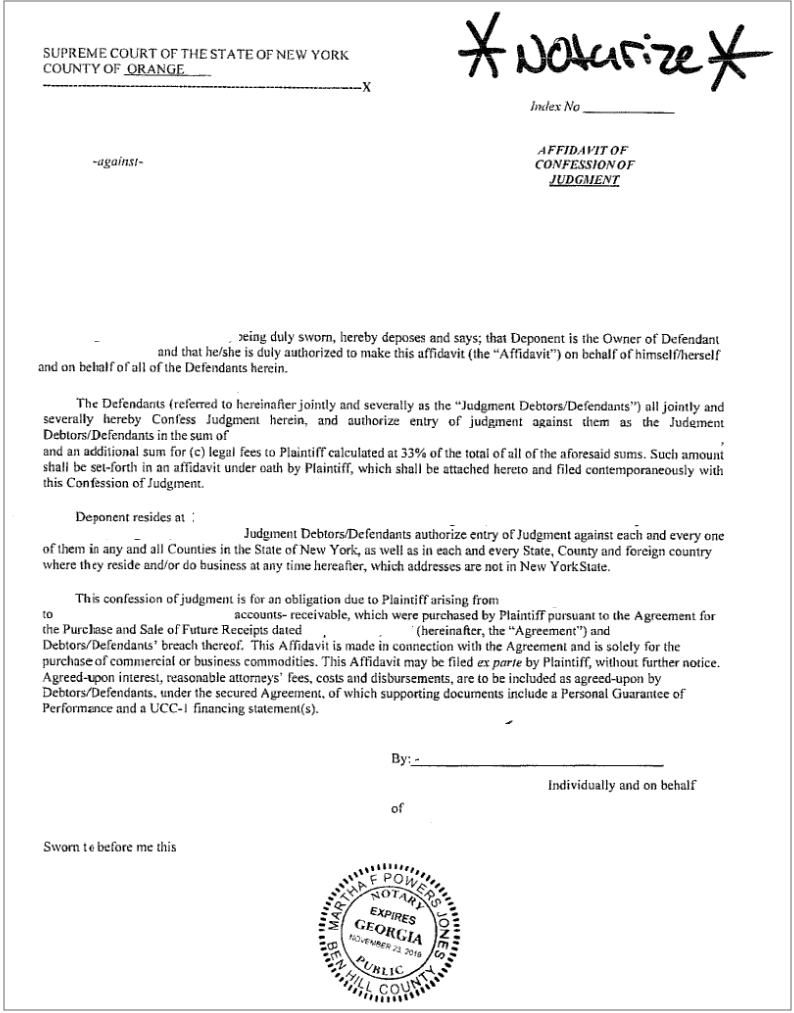 SUPREME COURT OF THE STATE OF NEW YORK
COUNTY OF ORANGE
X
* Notarize *
Index No
-against-
AFFIDAVIT OF
CONFESSION OF
JUDGMENT
being duly sworn, hereby deposes and says; that Deponent is the Owner of Defendant
and that he/she is duly authorized to make this affidavit (the “Affidavit”) on behalf of himself/herself
and on behalf of all of the Defendants herein.
The Defendants (referred to hereinafter jointly and severally as the “Judgment Debtors/Defendants”) all jointly and
severally hereby Confess Judgment herein, and authorize entry of judgment against them as the Judgment
Debtors/Defendants in the sum of ,
and an additional sum for (c) legal fees to Plaintiff calculated at 33% of the total of all of the aforesaid sums. Such amount
shall be set-forth in an affidavit under oath by Plaintiff, which shall be attached hereto and filed contemporaneously with
this Confession of Judgment.
Deponent resides at :
Judgment Debtors/Defendants authorize entry of Judgment against each and every one
of them in any and all Counties in the State of New York, as well as in each and every State, County and foreign country
where they reside and/or do business at any time hereafter, which addresses are not in New York State.
This confession of judgment is for an obligation due to Plaintiff arising from
to accounts- receivable, which were purchased by Plaintiff pursuant to the Agreement for
the Purchase and Sale of Future Receipts dated , (hereinafter, the “Agreement”) and
Debtors/Defendants’ breach thereof. This Affidavit is made in connection with the Agreement and is solely for the
purchase of commercial or business commodities. This Affidavit may be filed ex parte by Plaintiff, without further notice.
Agreed-upon interest, reasonable attorneys’ fees, costs and disbursements, are to be included as agreed-upon by
Debtors/Defendants, under the secured Agreement, of which supporting documents include a Personal Guarantee of
Performance and a UCC-1 financing statement(s).
By: -
Individually and on behalf
of
Sworn to before me this
MARTHA F POWERS JONES
NOTARY
EXPIRES
GEORGIA
NOVEMBER 23, 2018
PUBLIC
BEN HILL COUNTY